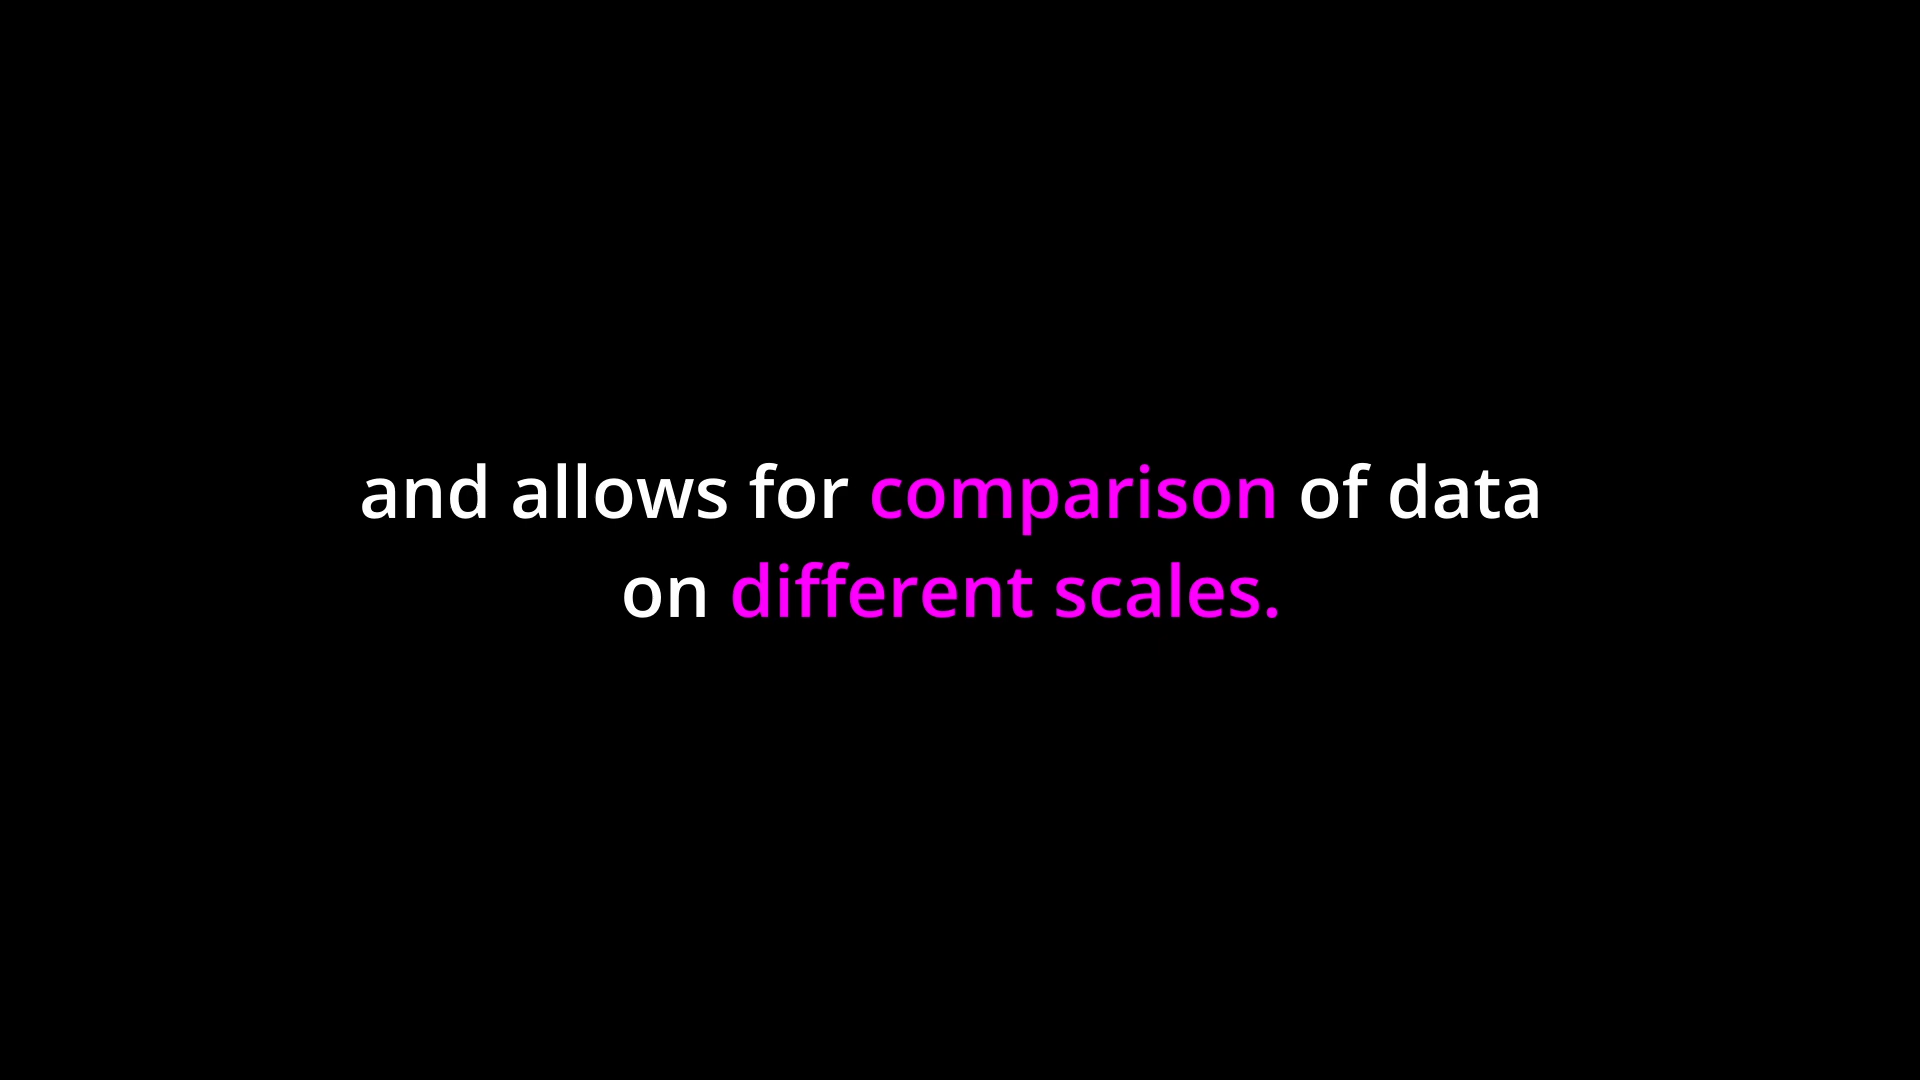 and allows for comparison of data
on different scales.